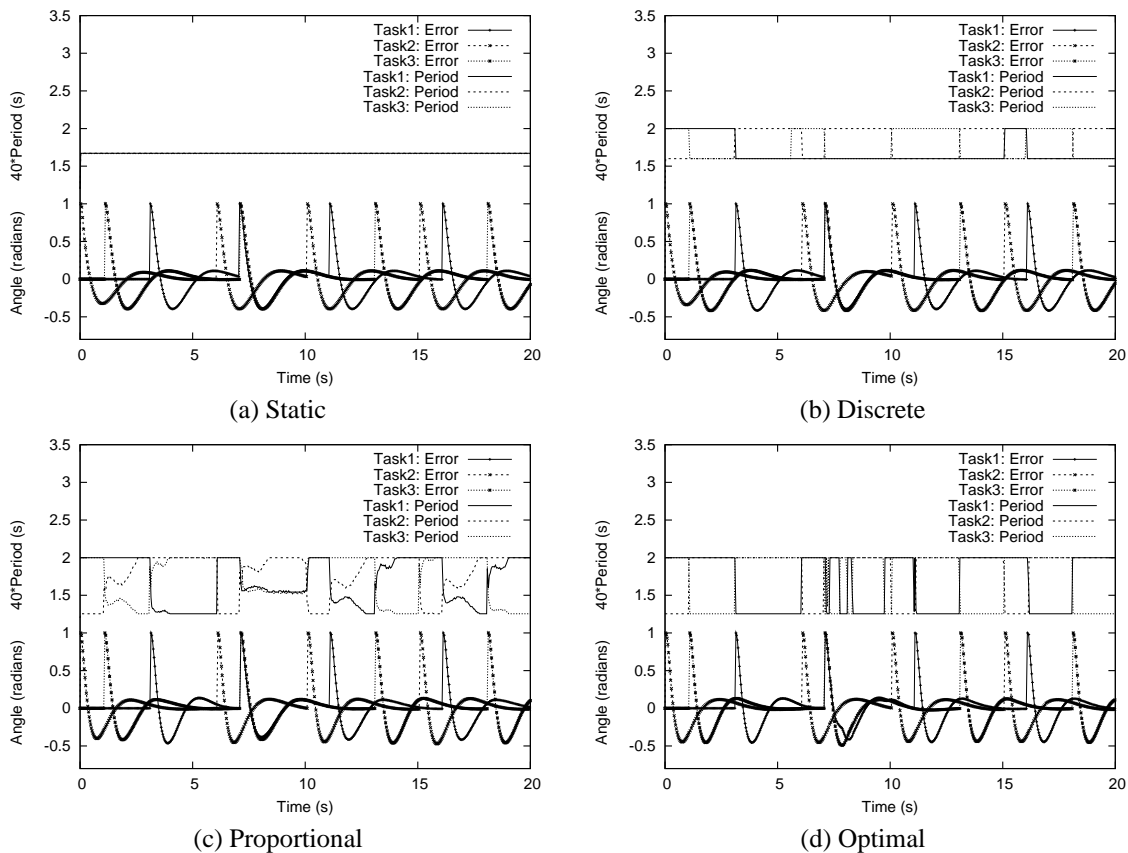 3.5
3
2.5
2
1.5
1
0.5
0
-0.5
0
5
10
15
20
Angle (radians)
40*Period (s)
Time (s)
Task1: Error
Task2: Error
Task3: Error
Task1: Period
Task2: Period
Task3: Period
(a) Static
3.5
3
2.5
2
1.5
1
0.5
0
-0.5
0
5
10
15
20
Angle (radians)
40*Period (s)
Time (s)
Task1: Error
Task2: Error
Task3: Error
Task1: Period
Task2: Period
Task3: Period
(b) Discrete
3.5
3
2.5
2
1.5
1
0.5
0
-0.5
0
5
10
15
20
Angle (radians)
40*Period (s)
Time (s)
Task1: Error
Task2: Error
Task3: Error
Task1: Period
Task2: Period
Task3: Period
(c) Proportional
3.5
3
2.5
2
1.5
1
0.5
0
-0.5
0
5
10
15
20
Angle (radians)
40*Period (s)
Time (s)
Task1: Error
Task2: Error
Task3: Error
Task1: Period
Task2: Period
Task3: Period
(d) Optimal